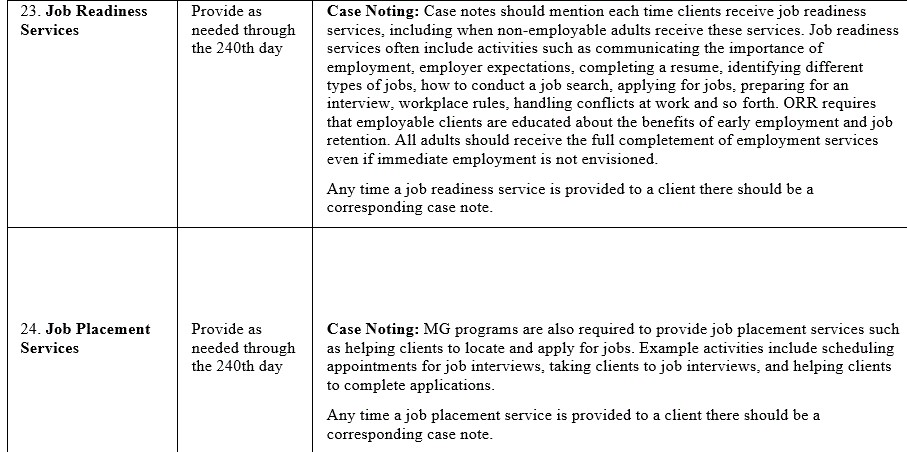 23. Job Readiness
Services
Provide as
needed through
the 240th day
Case Noting: Case notes should mention each time clients receive job readiness
services, including when non-employable adults receive these services. Job readiness
services often include activities such as communicating the importance of
employment, employer expectations, completing a resume, identifying different
types of jobs, how to conduct a job search, applying for jobs, preparing for an
interview, workplace rules, handling conflicts at work and so forth. ORR requires
that employable clients are educated about the benefits of early employment and job
retention. All adults should receive the full completement of employment services
even if immediate employment is not envisioned.
Any time a job readiness service is provided to a client there should be a
corresponding case note.
24. Job Placement
Services
Provide as
needed through
the 240th day
Case Noting: MG programs are also required to provide job placement services such
as helping clients to locate and apply for jobs. Example activities include scheduling
appointments for job interviews, taking clients to job interviews, and helping clients
to complete applications.
Any time a job placement service is provided to a client there should be a
corresponding case note.